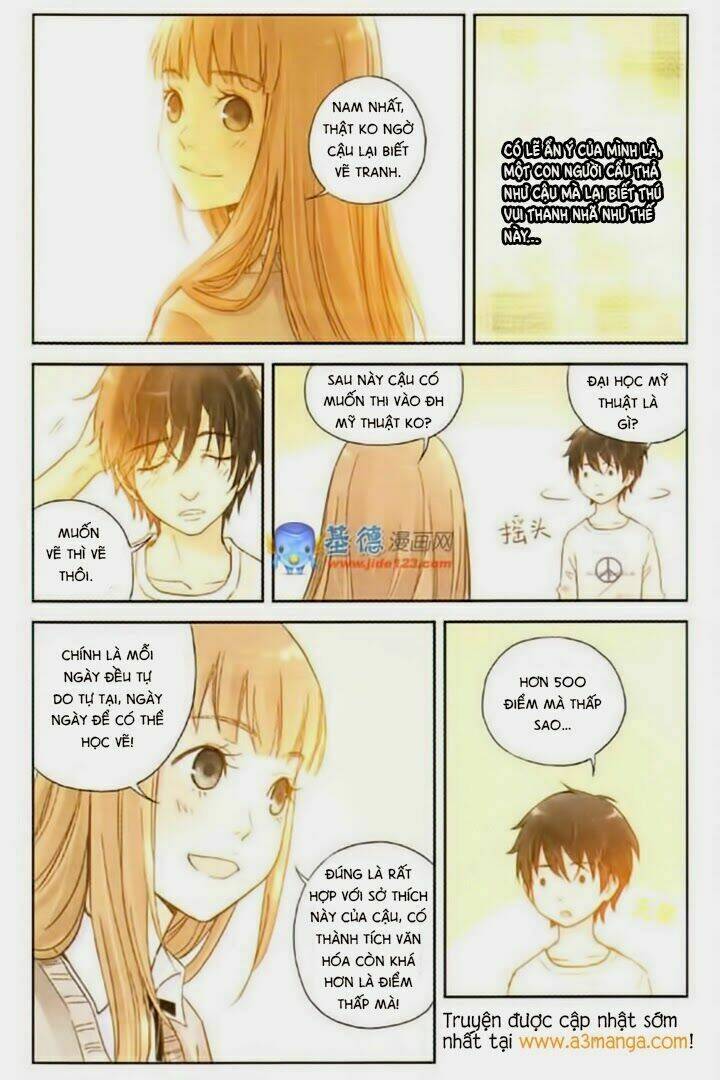 NAM NHẤT,
THẬT KO NGỜ
CẬU LẠI BIẾT
VẼ TRANH.
CÓ LẼ ẨN Ý CỦA MÌNH LÀ,
MỘT CON NGƯỜI CẨU THẢ
NHƯ CẬU MÀ LẠI BIẾT THÚ
VUI THANH NHÃ NHƯ THẾ
NÀY...
MUỐN
VẼ THÌ VẼ
THÔI.
SAU NÀY CẬU CÓ
MUỐN THI VÀO ĐH
MỸ THUẬT KO?
ĐẠI HỌC MỸ
THUẬT LÀ
GÌ?
摇头
基德漫画网
www.jide123.com
CHÍNH LÀ MỖI
NGÀY ĐỀU TỰ
DO TỰ TẠI, NGÀY
NGÀY ĐỂ CÓ THỂ
HỌC VẼ!
HƠN 500
ĐIỂM MÀ THẤP
SAO...
ĐÚNG LÀ RẤT
HỢP VỚI SỞ THÍCH
NÀY CỦA CẬU, CÓ
THÀNH TÍCH VĂN
HÓA CÒN KHÁ
HƠN LÀ ĐIỂM
THẤP MÀ!
Truyện được cập nhật sớm
nhất tại www.a3manga.com!